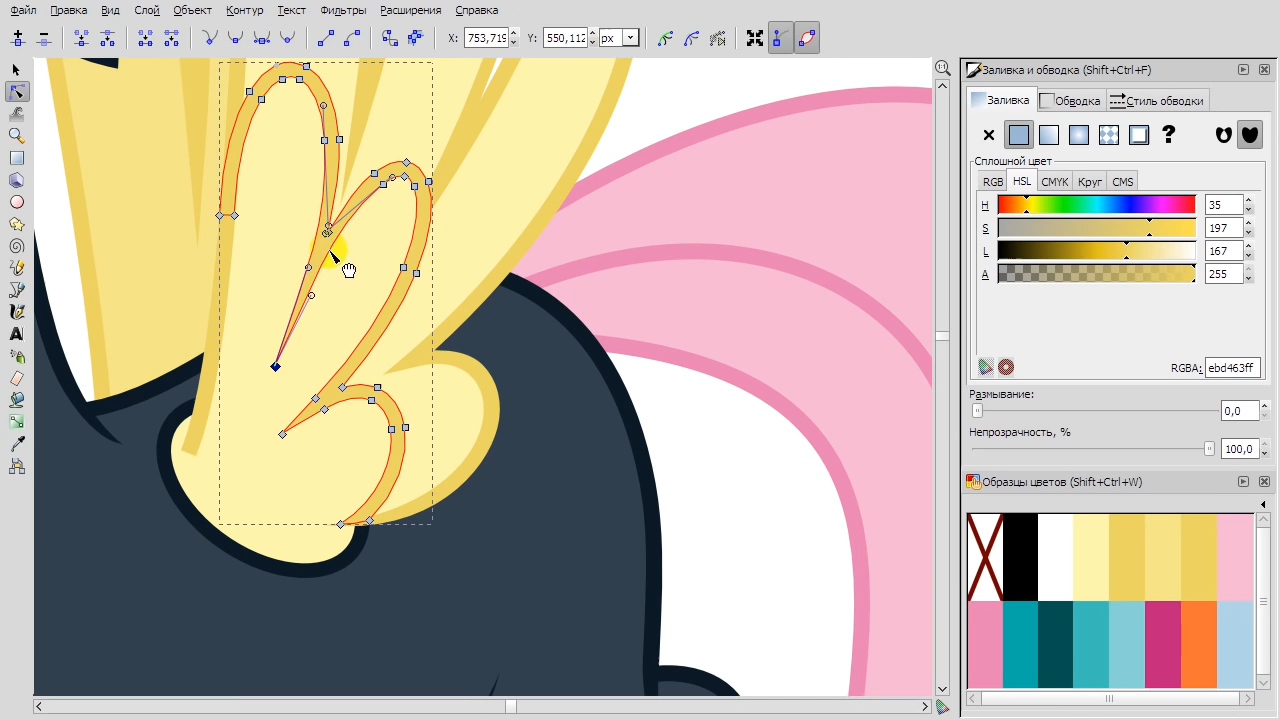 Файл Правка Вид Слой Объект Контур Текст Фильтры Расширения Справка
X: 753,719 Y: 550,112 px
1:1
Заливка и обводка (Shift+Ctrl+F)
Заливка Обводка Стиль обводки
?
Сплошной цвет
RGB HSL CMYK Круг CMS
H 35
S 197
L 167
A 255
RGBA: ebd463ff
Размывание:
0,0
Непрозрачность, %
100,0
Образцы цветов (Shift+Ctrl+W)